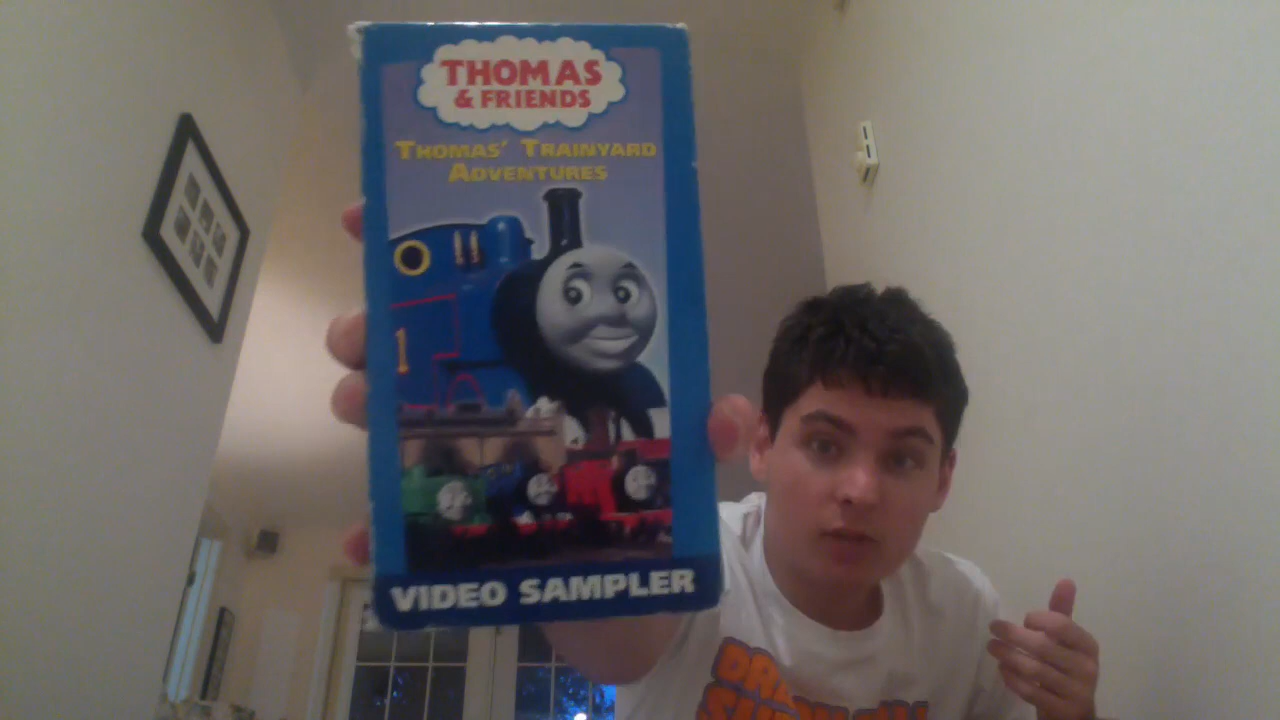 THOMAS
& FRIENDS
THOMAS' TRAINYARD
ADVENTURES
1
VIDEO SAMPLER